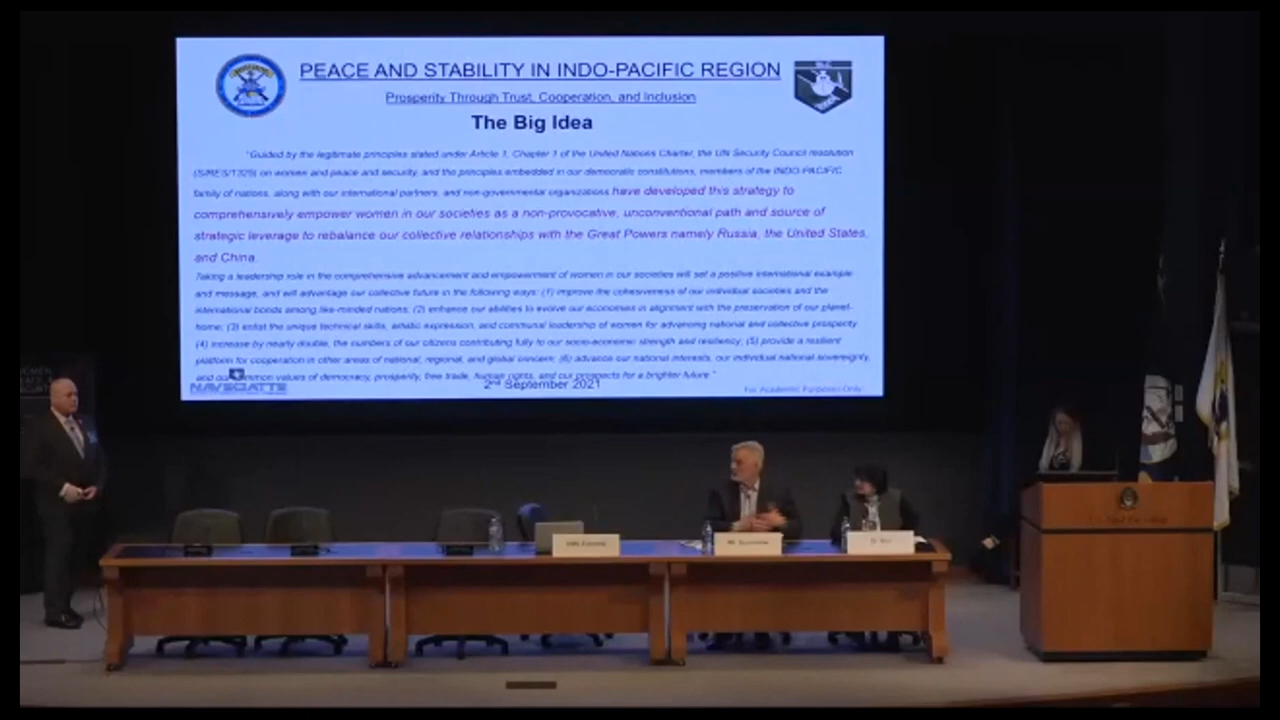 PEACE AND STABILITY IN INDO-PACIFIC REGION
Prosperity Through Trust, Cooperation, and Inclusion
The Big Idea
"Guided by the legitimate principles stated under Article 1, Chapter 1 of the United Nations Charter, the UN Security Council resolution
(S/RES/1325) on women and peace and security, and the principles embedded in our democratic constitutions, members of the INDO-PACIFIC
family of nations, along with our international partners, and non-governmental organizations have developed this strategy to
comprehensively empower women in our societies as a non-provocative, unconventional path and source of
strategic leverage to rebalance our collective relationships with the Great Powers namely Russia, the United States,
and China.
Taking a leadership role in the comprehensive advancement and empowerment of women in our societies will set a positive international example
and message, and will advantage our collective future in the following ways: (1) improve the cohesiveness of our individual societies and the
international bonds among like-minded nations; (2) enhance our abilities to evolve our economies in alignment with the preservation of our planet-
home; (3) enlist the unique technical skills, artistic expression, and communal leadership of women for advancing national and collective prosperity
(4) increase by nearly double, the numbers of our citizens contributing fully to our socio-economic strength and resiliency; (5) provide a resilient
platform for cooperation in other areas of national, regional, and global concern; (6) advance our national interests, our individual national sovereignty,
and our common values of democracy, prosperity, free trade, human rights, and our prospects for a brighter future."
NAVSCIATTS
2nd September 2021
For Academic Purposes Only